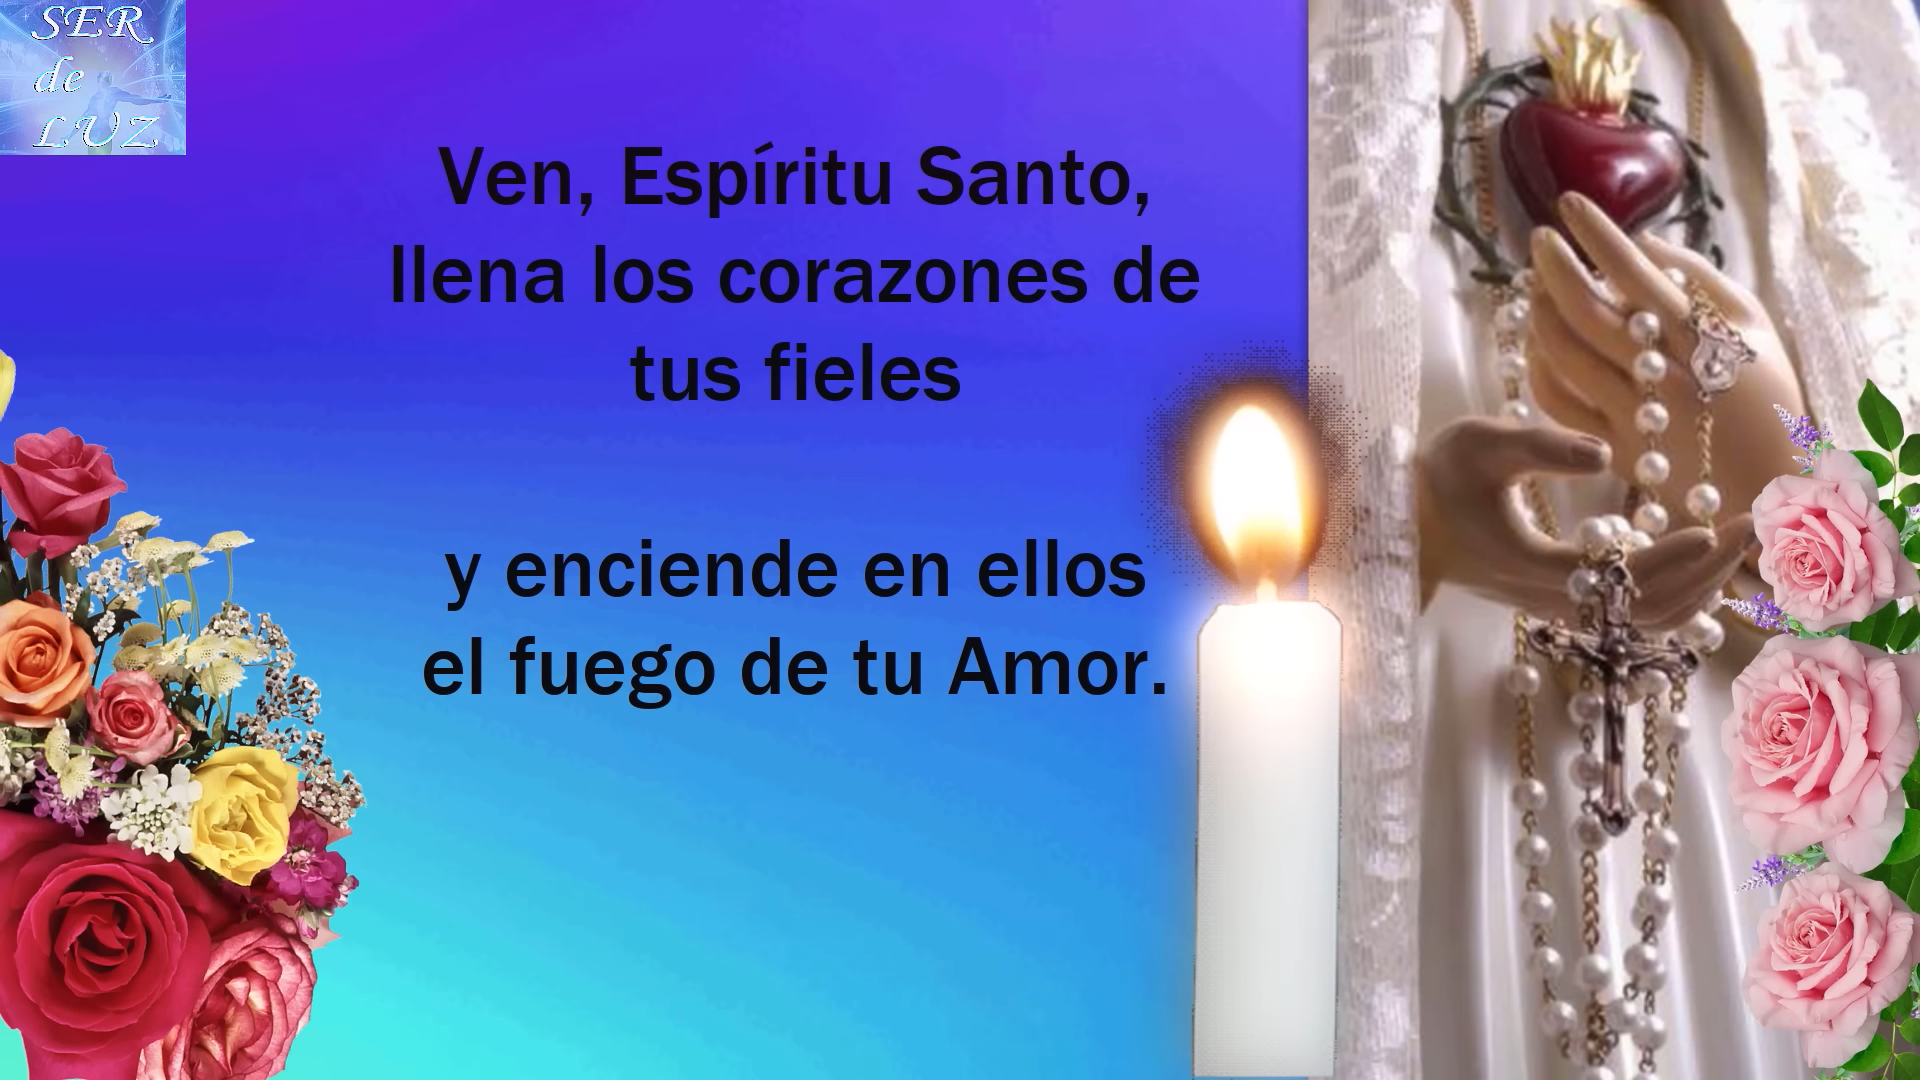 SER
de
LUZ
Ven, Espíritu Santo,
llena los corazones de
tus fieles
y enciende en ellos
el fuego de tu Amor.